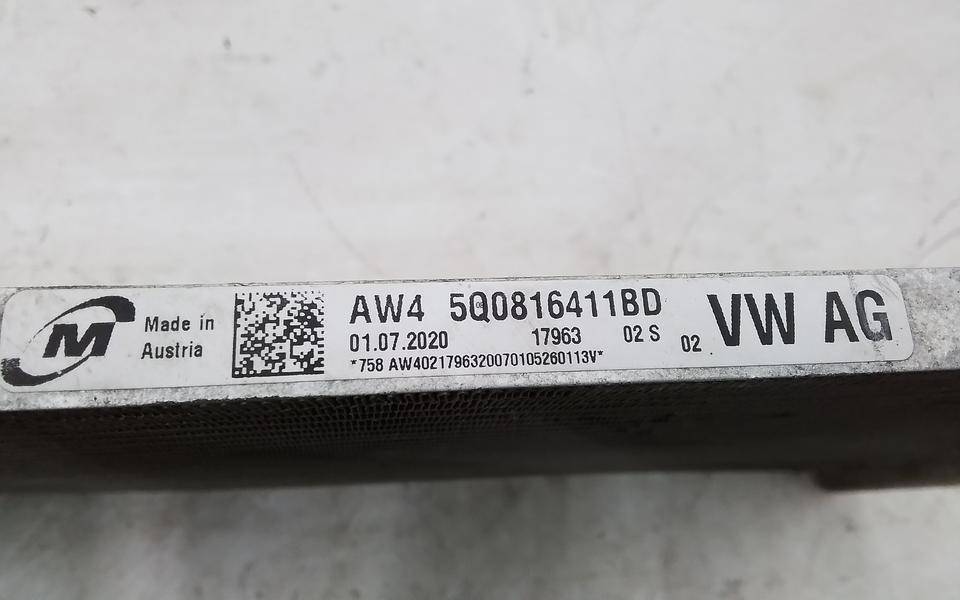 M
Made in
Austria
AW4 5Q0816411BD
01.07.2020 17963 02 S 02
*758 AW4021796320070105260113V*
VW AG